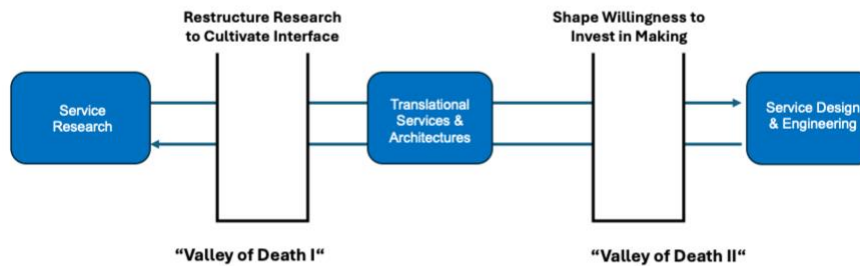 Restructure Research
to Cultivate Interface
Shape Willingness to
Invest in Making
Service
Research
Translational
Services &
Architectures
Service Design
& Engineering
“Valley of Death I“
“Valley of Death II“